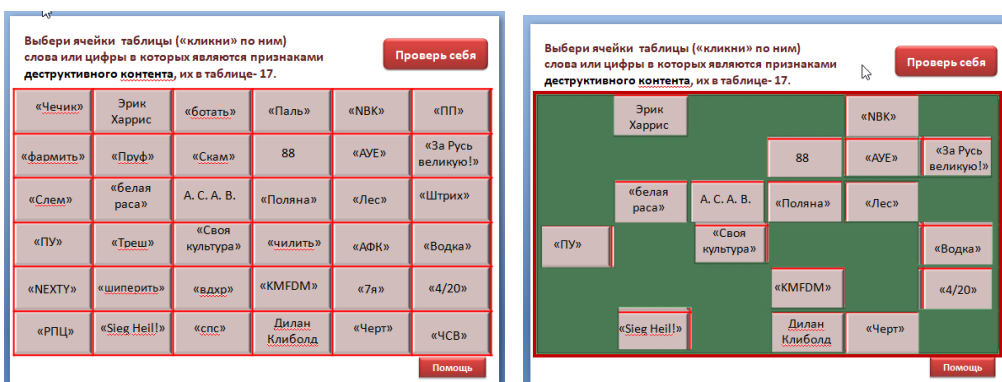 Выбери ячейки таблицы («кликни» по ним)
слова или цифры в которых являются признаками
деструктивного контента, их в таблице- 17.
Проверь себя
«Чечик» Эрик Харрис «ботать» «Паль» «NBK» «ПП»
«фармить» «Пруф» «Скам» 88 «АУЕ» «За Русь великую!»
«Слем» «белая раса» A. C. A. B. «Поляна» «Лес» «Штрих»
«ПУ» «Треш» «Своя культура» «чилить» «АФК» «Водка»
«NEXTY» «шиперить» «вдхр» «KMFDM» «7я» «4/20»
«РПЦ» «Sieg Heil!» «спс» Дилан Клиболд «Черт» «ЧСВ»
Помощь
Выбери ячейки таблицы («кликни» по ним)
слова или цифры в которых являются признаками
деструктивного контента, их в таблице- 17.
Проверь себя
Эрик Харрис «NBK»
88 «АУЕ» «За Русь великую!»
«белая раса» A. C. A. B. «Поляна» «Лес»
«ПУ» «Своя культура» «Водка»
«KMFDM» «4/20»
«Sieg Heil!» Дилан Клиболд «Черт»
Помощь